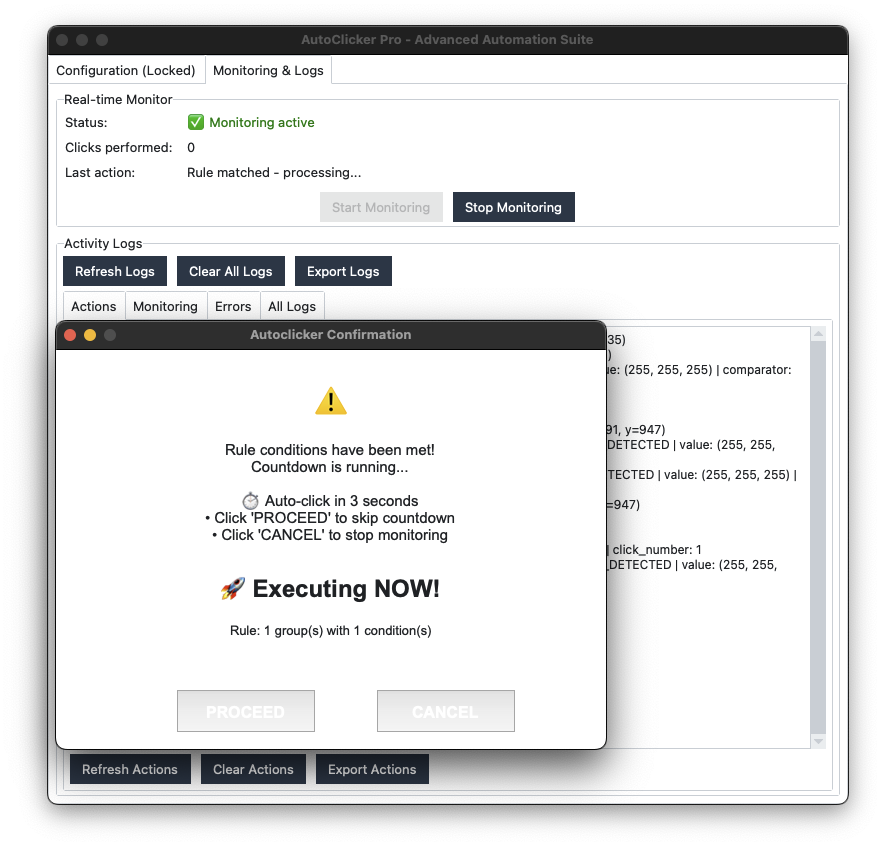 AutoClicker Pro - Advanced Automation Suite
Configuration (Locked)
Monitoring & Logs
Real-time Monitor
Status:
Monitoring active
Clicks performed:
0
Last action:
Rule matched - processing...
Start Monitoring
Stop Monitoring
Activity Logs
Refresh Logs
Clear All Logs
Export Logs
Actions
Monitoring
Errors
All Logs
35)
)
ue: (255, 255, 255) | comparator:
91, y=947)
DETECTED | value: (255, 255,
TECTED | value: (255, 255, 255) |
=947)
| click_number: 1
_DETECTED | value: (255, 255,
Autoclicker Confirmation
Rule conditions have been met!
Countdown is running...
Auto-click in 3 seconds
• Click 'PROCEED' to skip countdown
• Click 'CANCEL' to stop monitoring
Executing NOW!
Rule: 1 group(s) with 1 condition(s)
PROCEED
CANCEL
Refresh Actions
Clear Actions
Export Actions